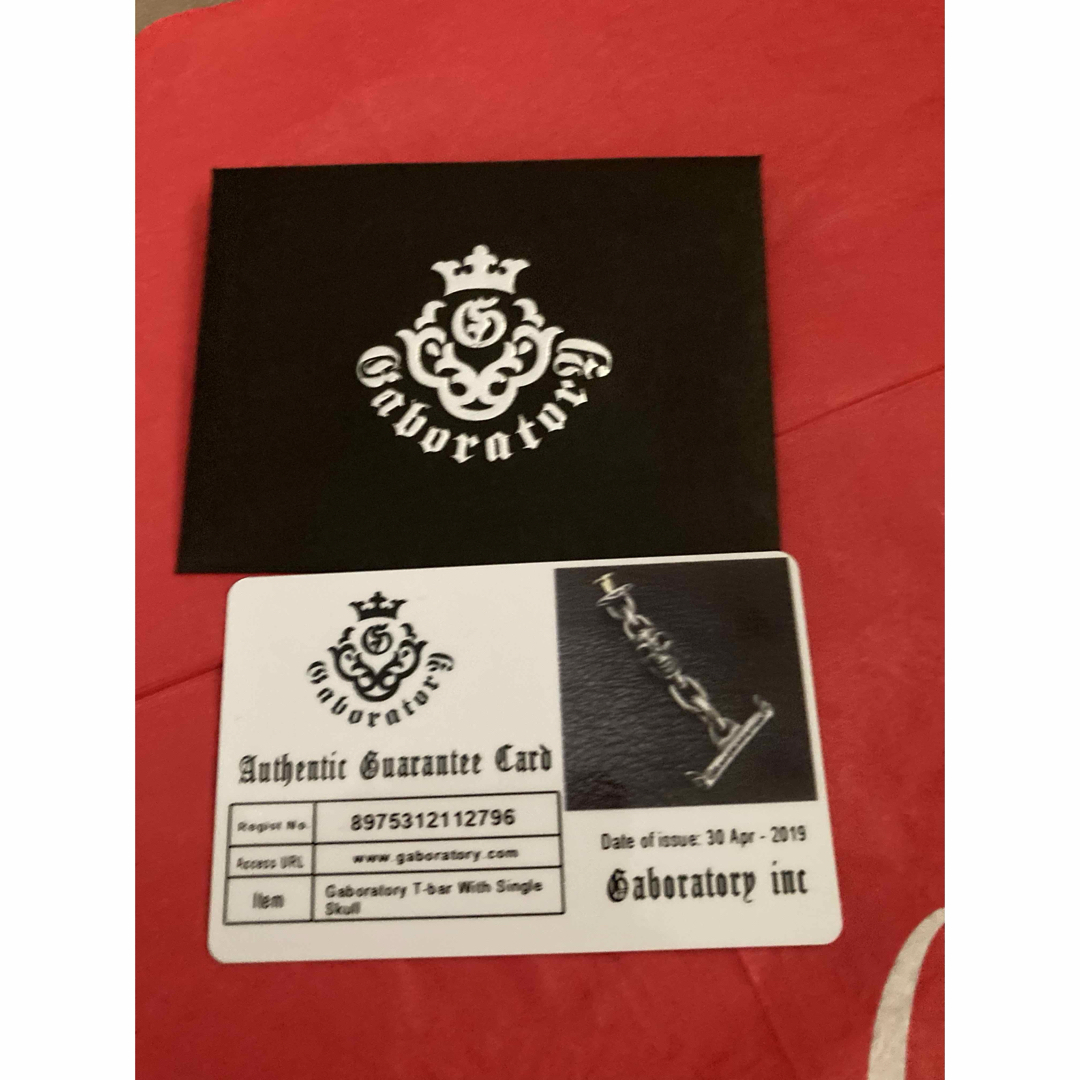 G
Gaboratory
G
Gaboratory
Authentic Guarantee Card
Regist No. 8975312112796
Access URL www.gaboratory.com
Item Gaboratory T-bar With Single
Skull
Date of issue: 30 Apr - 2019
Gaboratory inc